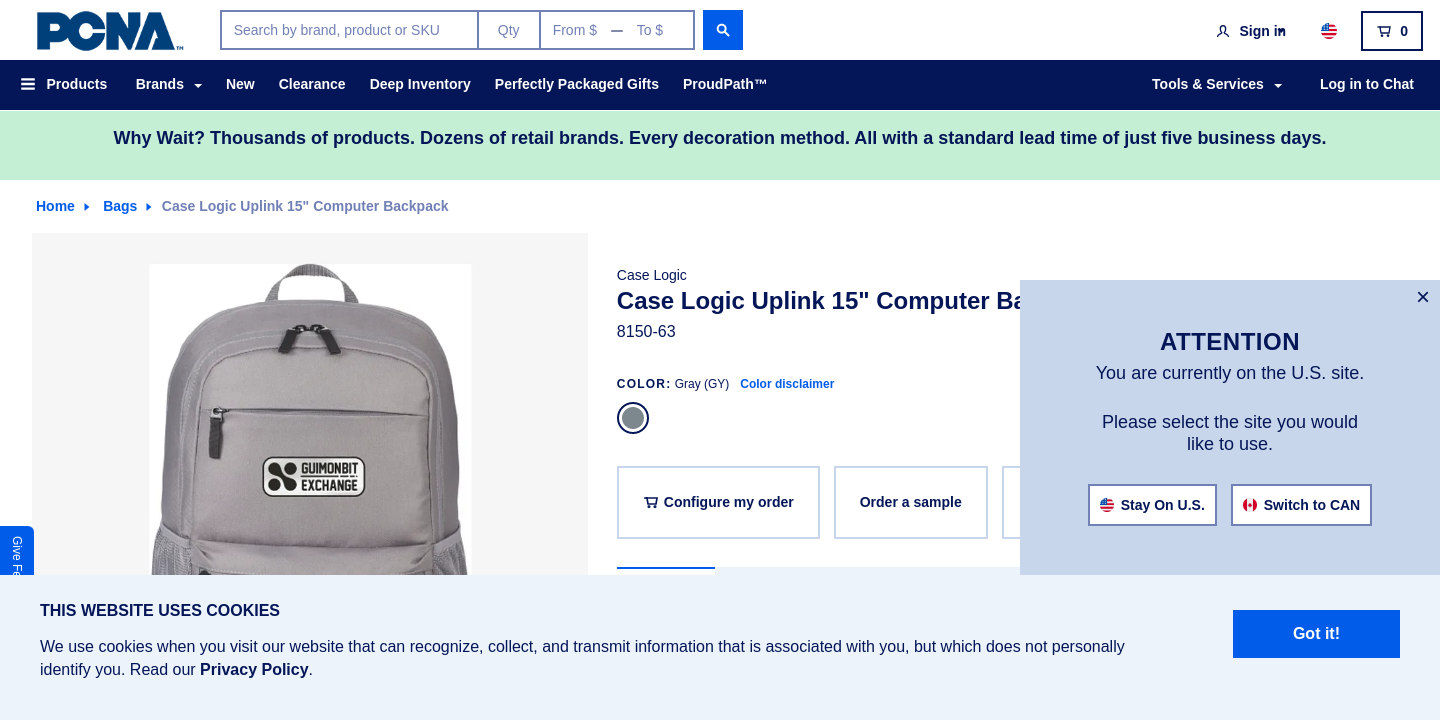 PCNA™
Search by brand, product or SKU
Qty
From $ — To $
Sign in
0
Products
Brands
New
Clearance
Deep Inventory
Perfectly Packaged Gifts
ProudPath™
Tools & Services
Log in to Chat
Why Wait? Thousands of products. Dozens of retail brands. Every decoration method. All with a standard lead time of just five business days.
Home
Bags
Case Logic Uplink 15" Computer Backpack
GUIMONBIT
EXCHANGE
Case Logic
Case Logic Uplink 15" Computer Ba
8150-63
COLOR: Gray (GY) Color disclaimer
Configure my order
Order a sample
×
ATTENTION
You are currently on the U.S. site.
Please select the site you would
like to use.
Stay On U.S.
Switch to CAN
Give Fe
THIS WEBSITE USES COOKIES
We use cookies when you visit our website that can recognize, collect, and transmit information that is associated with you, but which does not personally
identify you. Read our Privacy Policy.
Got it!